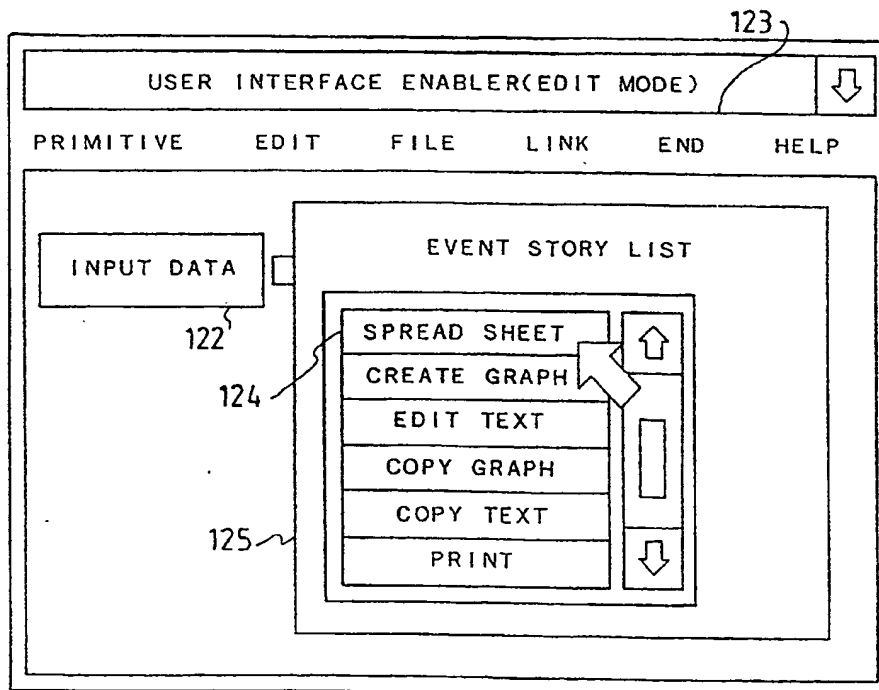 123
USER INTERFACE ENABLER(EDIT MODE)
PRIMITIVE EDIT FILE LINK END HELP
EVENT STORY LIST
INPUT DATA
122
SPREAD SHEET
124
CREATE GRAPH
EDIT TEXT
COPY GRAPH
COPY TEXT
125
PRINT